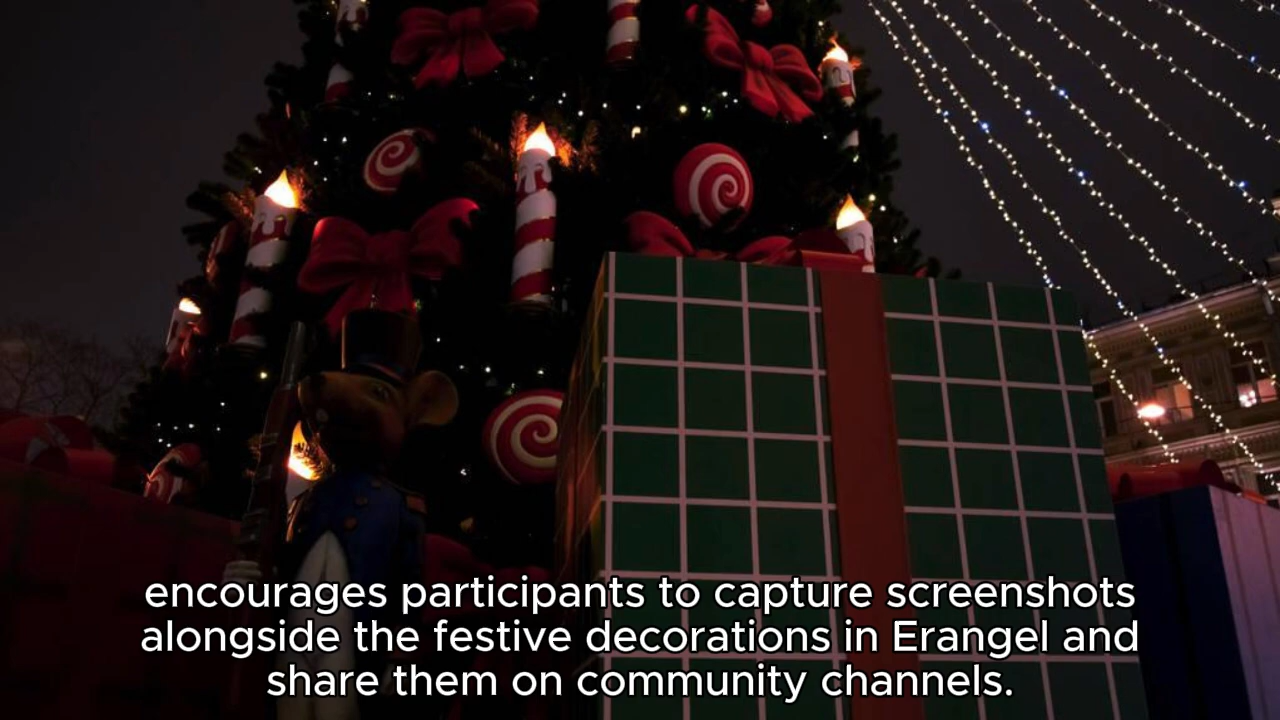 encourages participants to capture screenshots
alongside the festive decorations in Erangel and
share them on community channels.